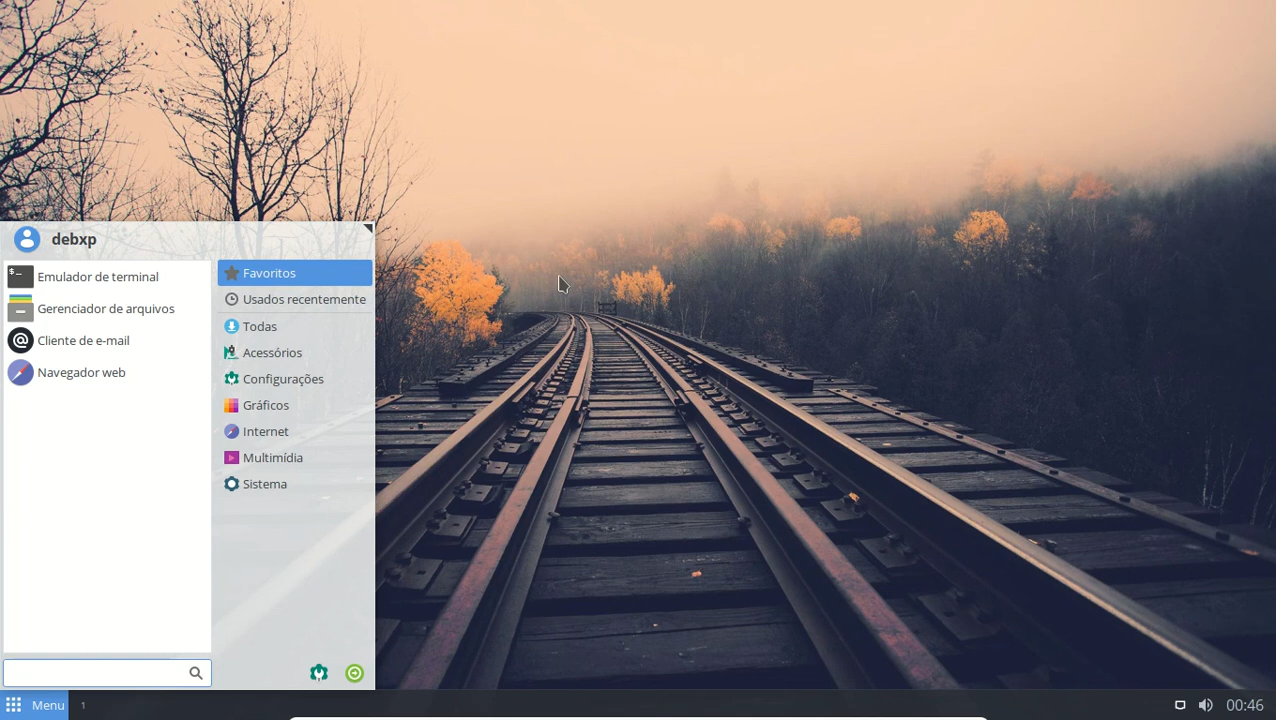 debxp
Emulador de terminal
Gerenciador de arquivos
Cliente de e-mail
Navegador web
Favoritos
Usados recentemente
Todas
Acessórios
Configurações
Gráficos
Internet
Multimídia
Sistema
Menu
1
00:46